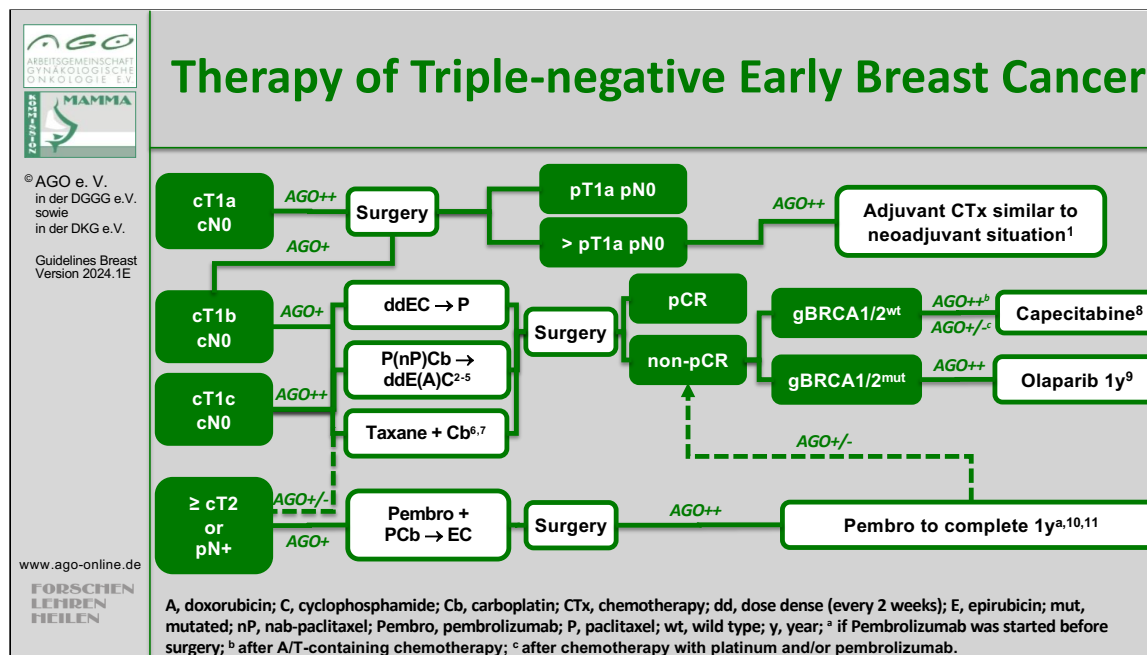 AGO
ARBEITSGEMEINSCHAFT
GYNÄKOLOGISCHE
ONKOLOGIE E.V.
KOMMISSION
MAMMA
© AGO e. V.
in der DGGG e.V.
sowie
in der DKG e.V.
Guidelines Breast
Version 2024.1E
www.ago-online.de
FORSCHEN
LEHREN
HEILEN
Therapy of Triple-negative Early Breast Cancer
cT1a
cN0
AGO++
Surgery
pT1a pN0
> pT1a pN0
AGO++
Adjuvant CTx similar to
neoadjuvant situation¹
AGO+
cT1b
cN0
AGO+
ddEC → P
P(nP)Cb →
ddE(A)C²⁻⁵
Taxane + Cb⁶,⁷
Surgery
pCR
non-pCR
gBRCA1/2ʷᵗ
AGO++ᵇ
AGO+/-ᶜ
Capecitabine⁸
gBRCA1/2ᵐᵘᵗ
AGO++
Olaparib 1y⁹
cT1c
cN0
AGO++
AGO+/-
≥ cT2
or
pN+
AGO+/-
AGO+
Pembro +
PCb → EC
Surgery
AGO++
Pembro to complete 1yᵃ,¹⁰,¹¹
A, doxorubicin; C, cyclophosphamide; Cb, carboplatin; CTx, chemotherapy; dd, dose dense (every 2 weeks); E, epirubicin; mut,
mutated; nP, nab-paclitaxel; Pembro, pembrolizumab; P, paclitaxel; wt, wild type; y, year; ᵃ if Pembrolizumab was started before
surgery; ᵇ after A/T-containing chemotherapy; ᶜ after chemotherapy with platinum and/or pembrolizumab.